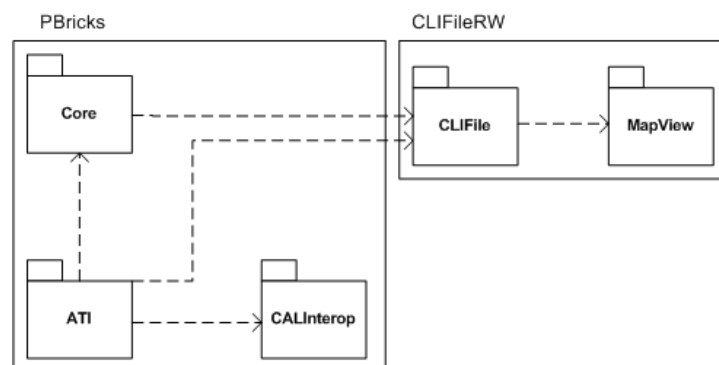 PBricks
CLIFileRW
Core
CLIFile
MapView
ATI
CALInterop